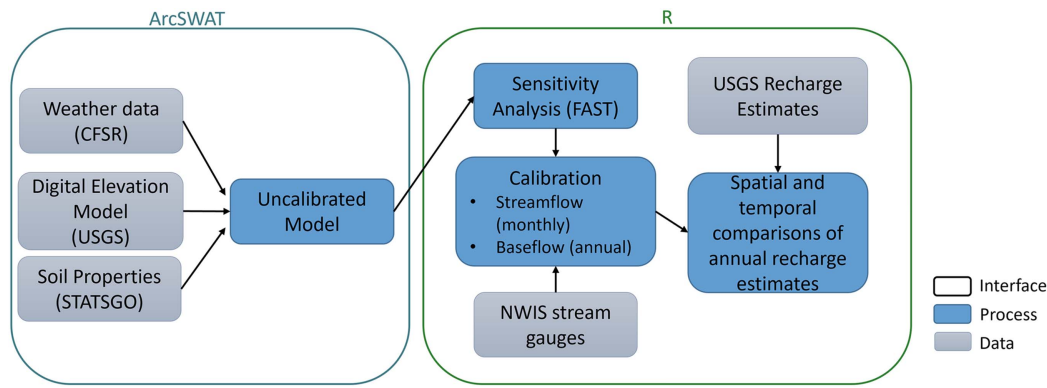 ArcSWAT
Weather data
(CFSR)
Digital Elevation
Model
(USGS)
Soil Properties
(STATSGO)
Uncalibrated
Model
R
Sensitivity
Analysis (FAST)
Calibration
• Streamflow
(monthly)
• Baseflow (annual)
NWIS stream
gauges
USGS Recharge
Estimates
Spatial and
temporal
comparisons of
annual recharge
estimates
Interface
Process
Data